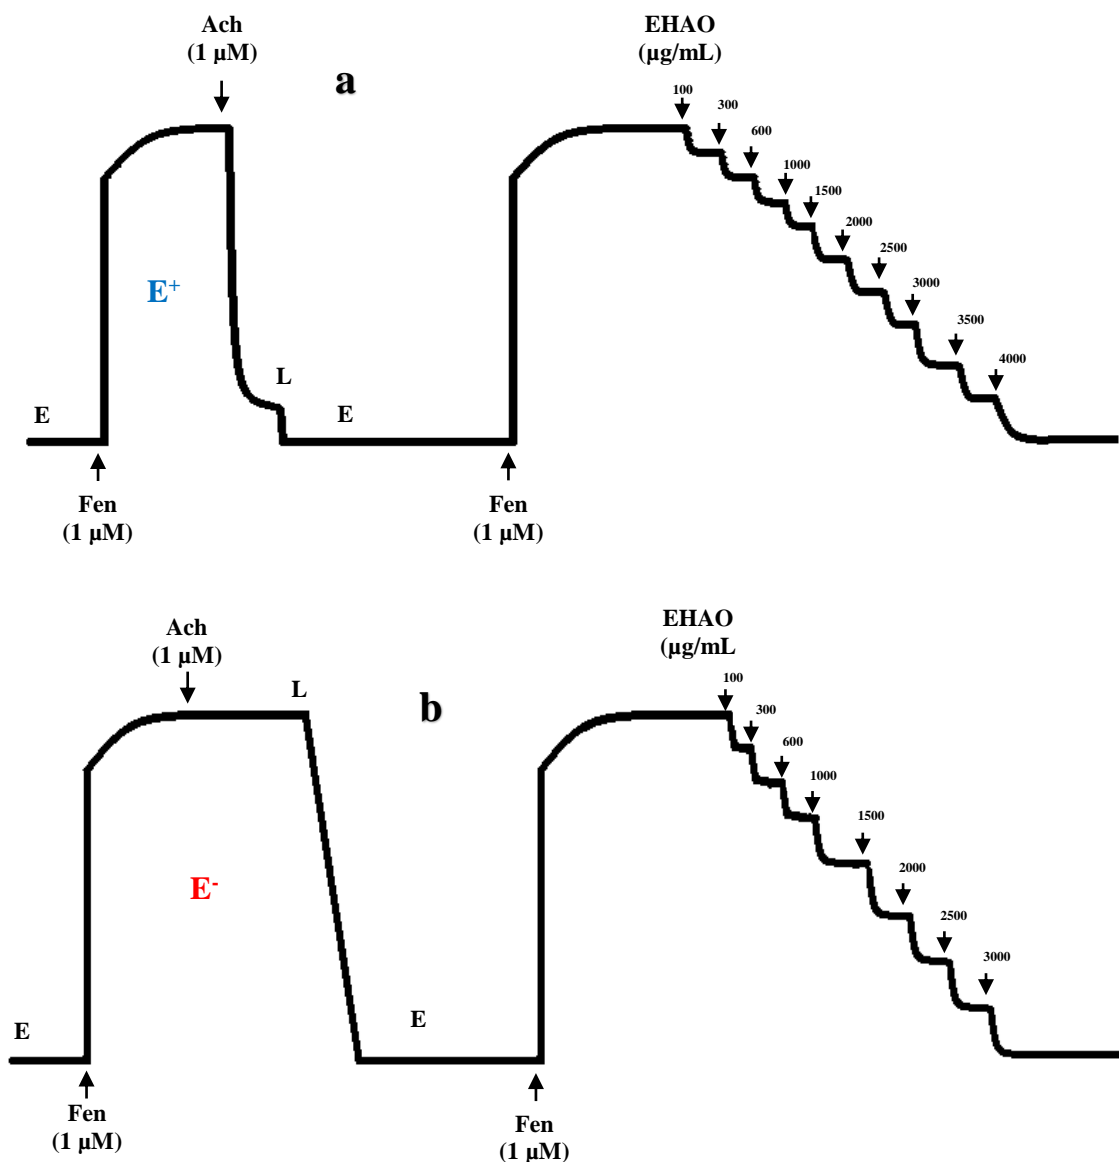 Ach
(1 µM)
a
EHAO
(µg/mL)
100
300
600
1000
1500
2000
2500
3000
3500
4000
E⁺
E
L
E
Fen
(1 µM)
Fen
(1 µM)
Ach
(1 µM)
L
b
EHAO
(µg/mL
100
300
600
1000
1500
2000
2500
3000
E⁻
E
E
Fen
(1 µM)
Fen
(1 µM)